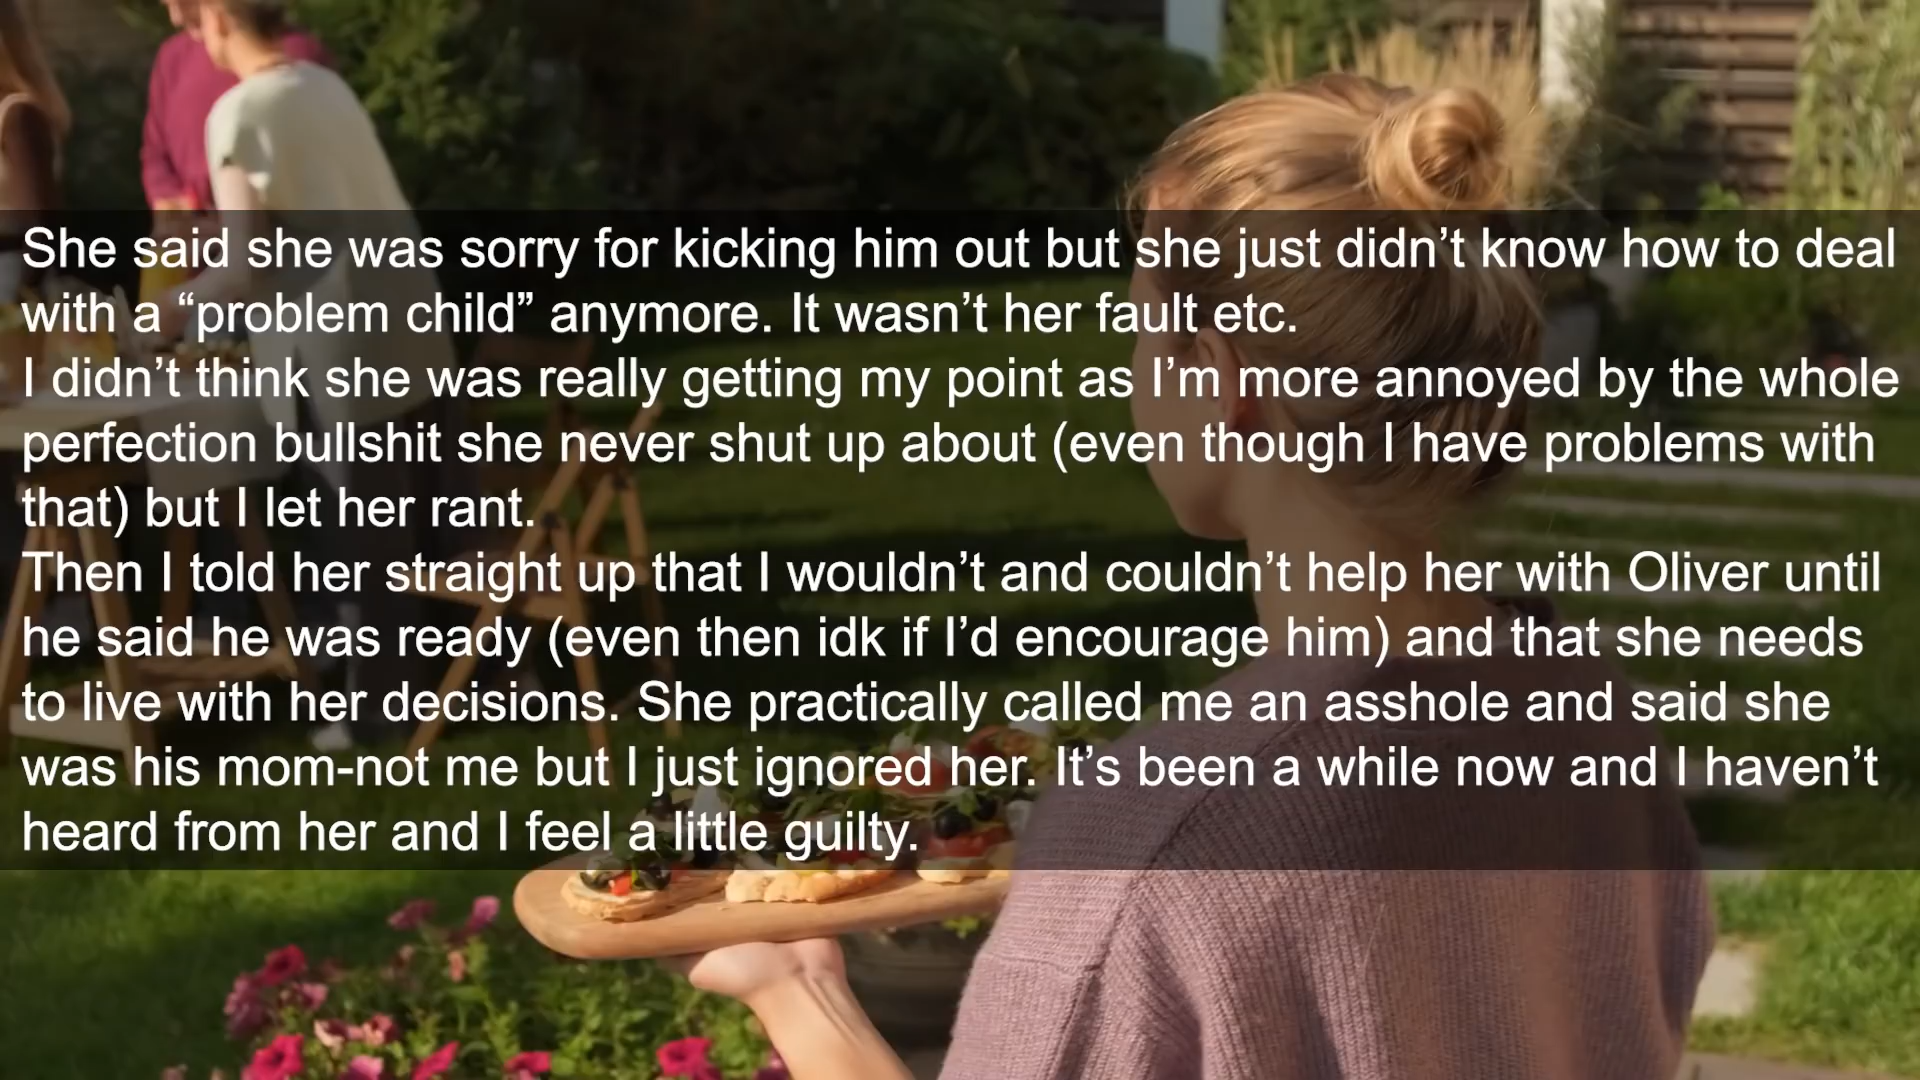 She said she was sorry for kicking him out but she just didn’t know how to deal
with a “problem child” anymore. It wasn’t her fault etc.
I didn’t think she was really getting my point as I’m more annoyed by the whole
perfection bullshit she never shut up about (even though I have problems with
that) but I let her rant.
Then I told her straight up that I wouldn’t and couldn’t help her with Oliver until
he said he was ready (even then idk if I’d encourage him) and that she needs
to live with her decisions. She practically called me an asshole and said she
was his mom-not me but I just ignored her. It’s been a while now and I haven’t
heard from her and I feel a little guilty.